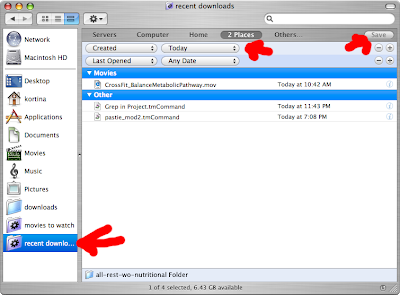 recent downloads
Servers Computer Home 2 Places Others... Save
Network
Macintosh HD
Desktop
kortina
Applications
Documents
Movies
Music
Pictures
downloads
movies to watch
recent downlo...
Created Today
Last Opened Any Date
Movies
CrossFit_BalanceMetabolicPathway.mov Today at 10:42 AM
Other
Grep in Project.tmCommand Today at 11:43 PM
pastie_mod2.tmCommand Today at 7:08 PM
all-rest-wo-nutritional Folder
1 of 4 selected, 6.43 GB available